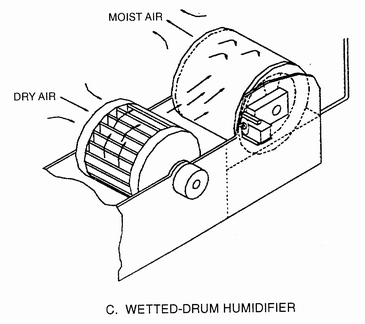 MOIST AIR
DRY AIR
C. WETTED-DRUM HUMIDIFIER